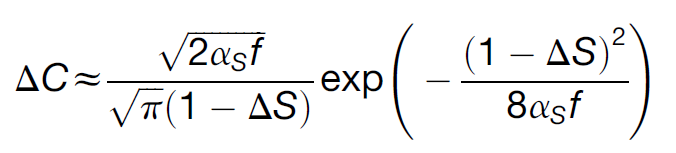 ΔC≈ √(2α_S f) / (√π(1 − ΔS)) exp( − (1 − ΔS)² / (8α_S f) )